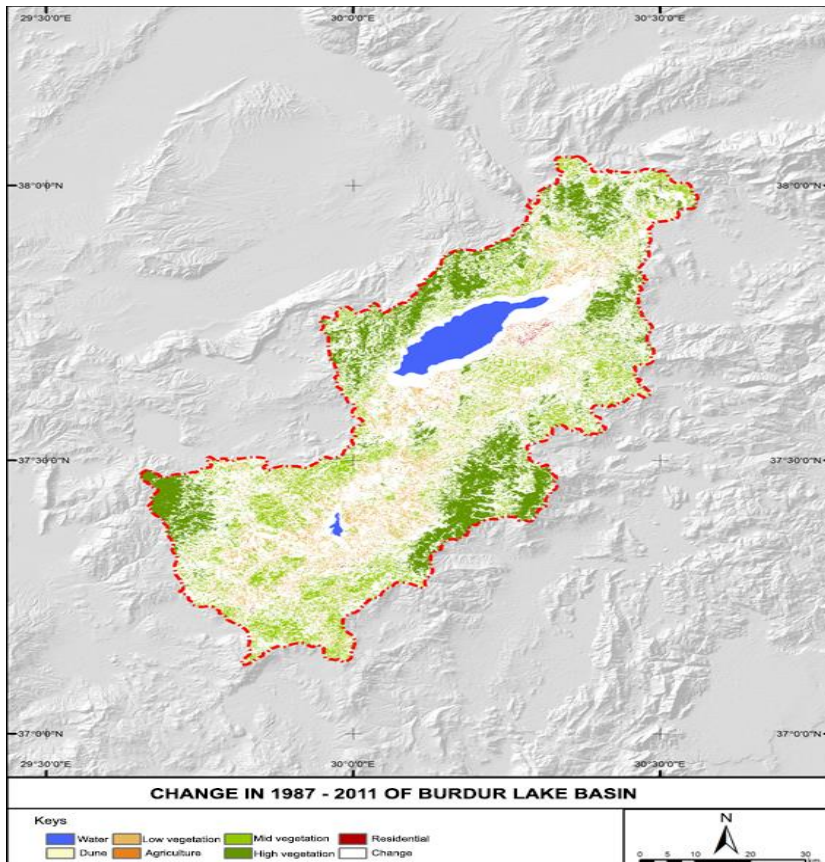 29°30'0"E 30°0'0"E 30°30'0"E
38°0'0"N 38°0'0"N
37°30'0"N 37°30'0"N
37°0'0"N 37°0'0"N
29°30'0"E 30°0'0"E 30°30'0"E
CHANGE IN 1987 - 2011 OF BURDUR LAKE BASIN
Keys
Water Low vegetation Mid vegetation Residential
Dune Agriculture High vegetation Change
N
0 5 10 20 30